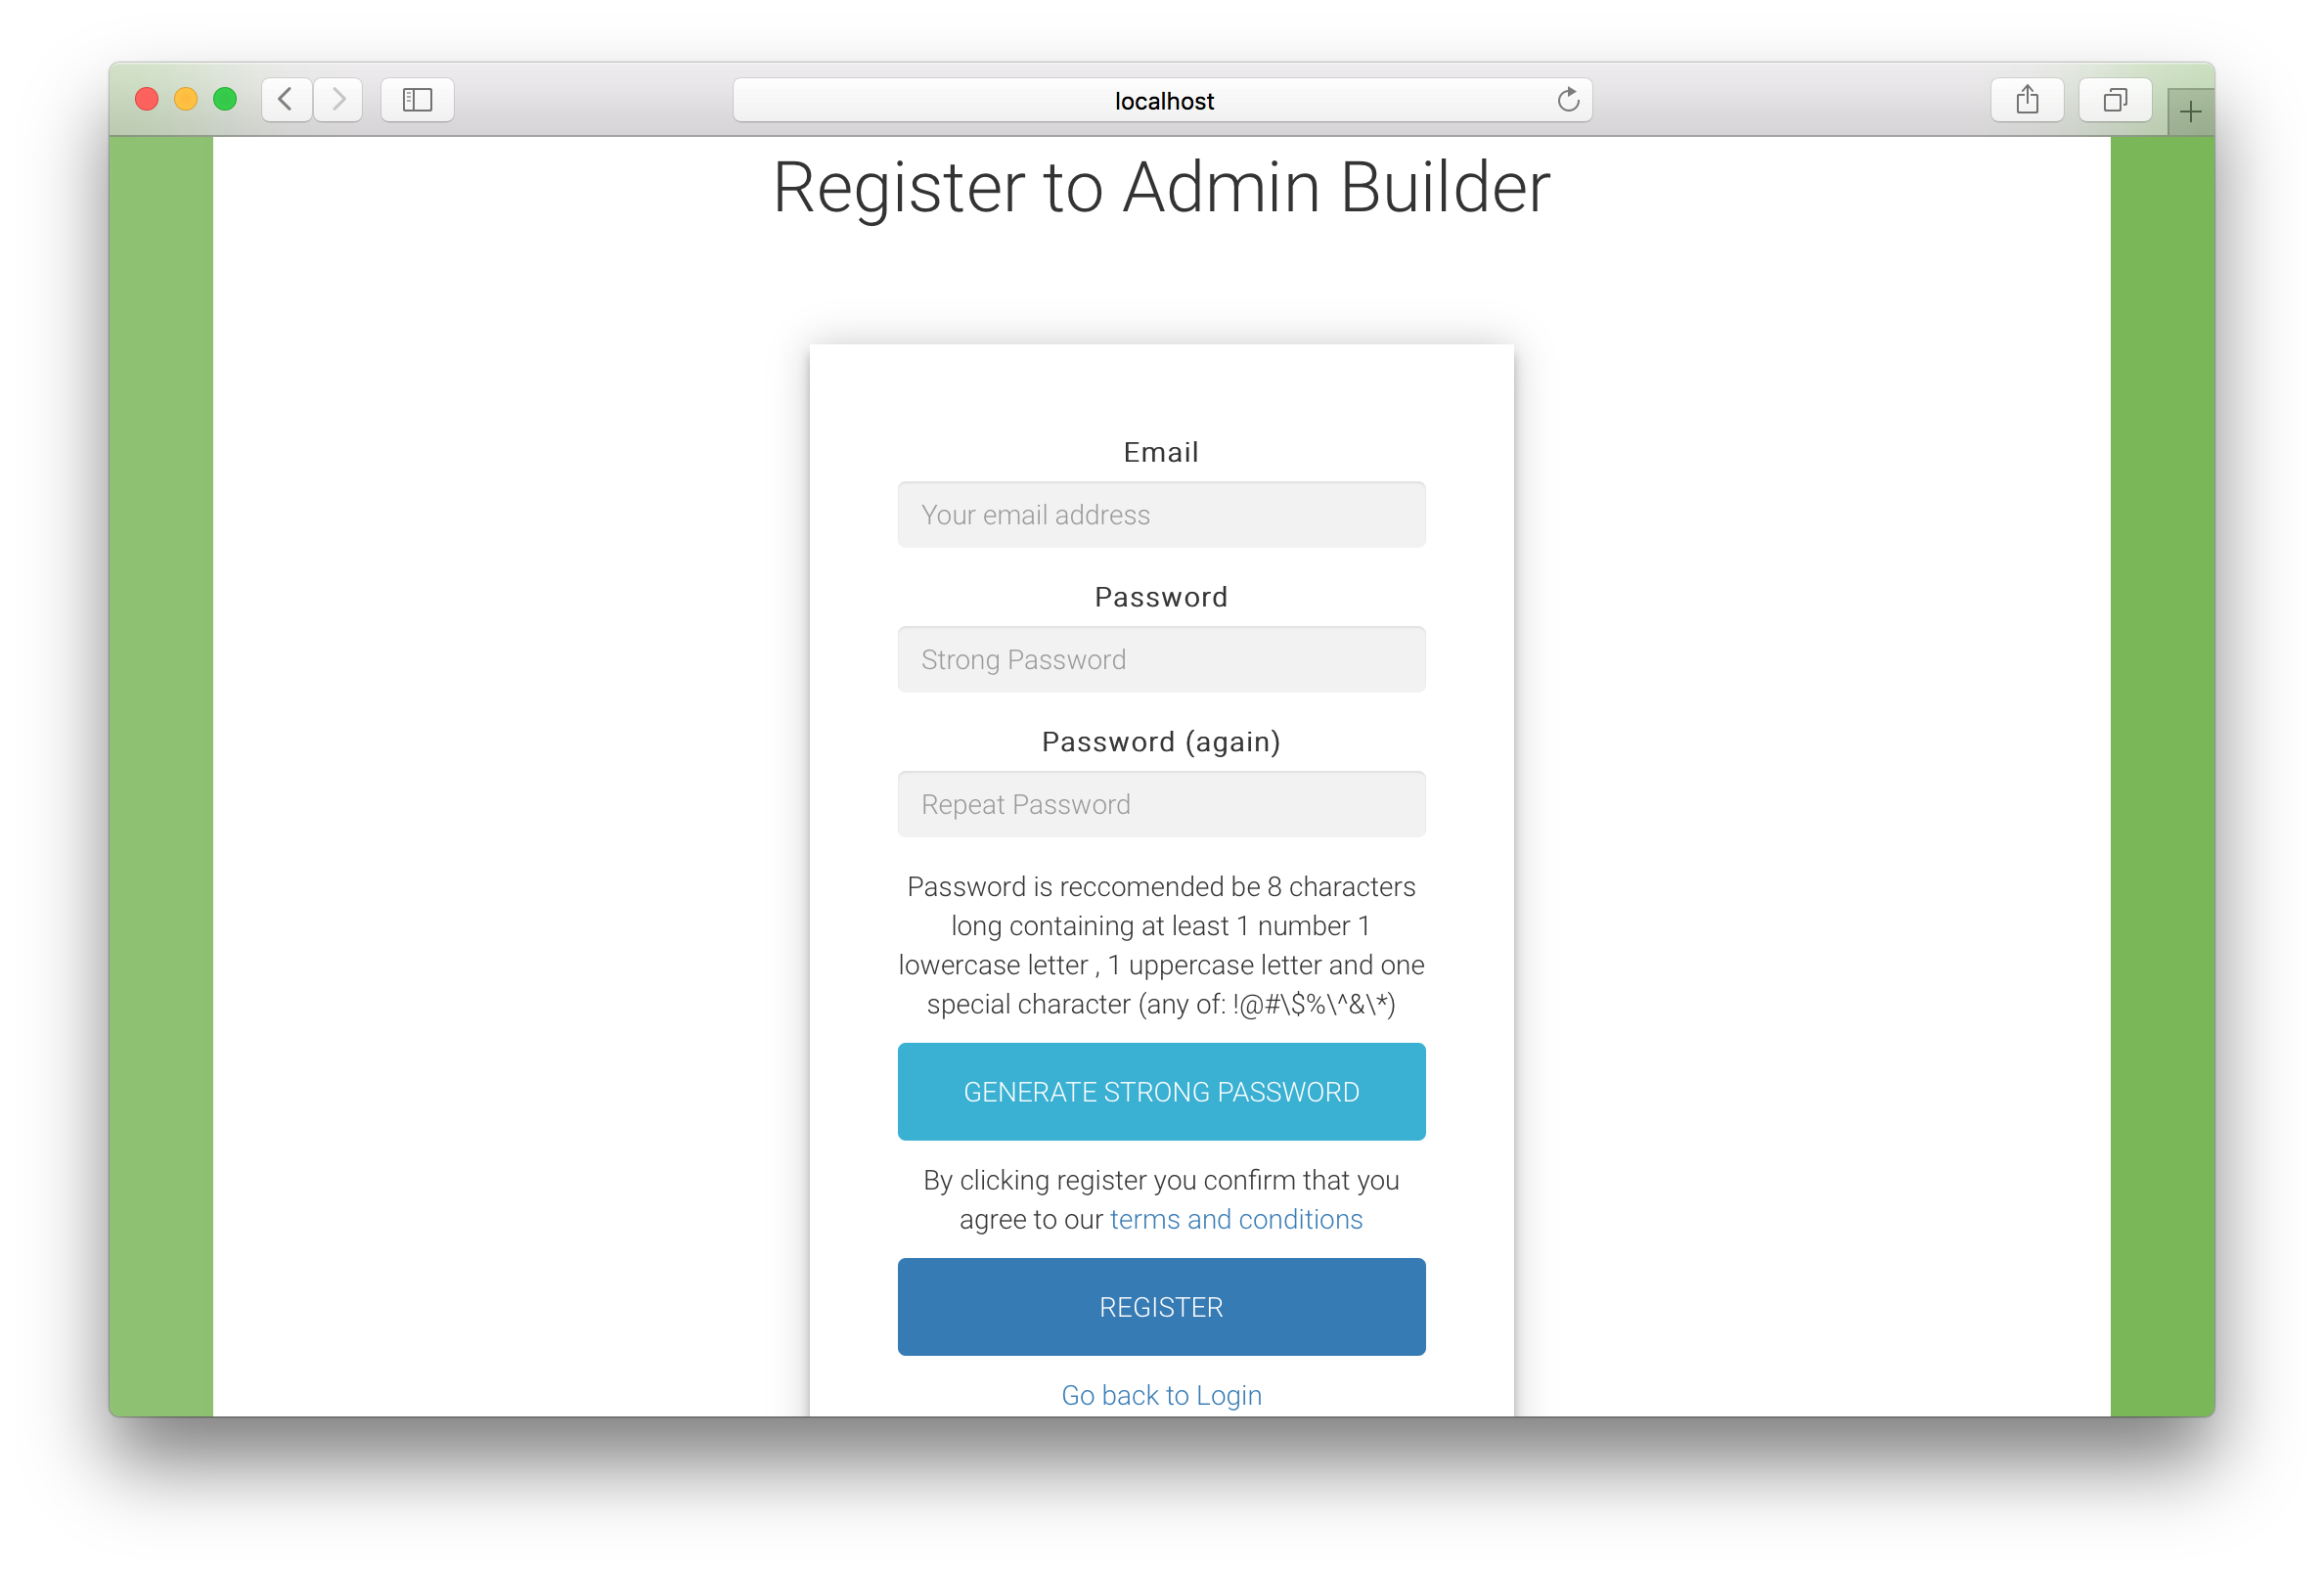 localhost
Register to Admin Builder
Email
Your email address
Password
Strong Password
Password (again)
Repeat Password
Password is reccomended be 8 characters
long containing at least 1 number 1
lowercase letter , 1 uppercase letter and one
special character (any of: !@#\$%\^&\*)
GENERATE STRONG PASSWORD
By clicking register you confirm that you
agree to our terms and conditions
REGISTER
Go back to Login